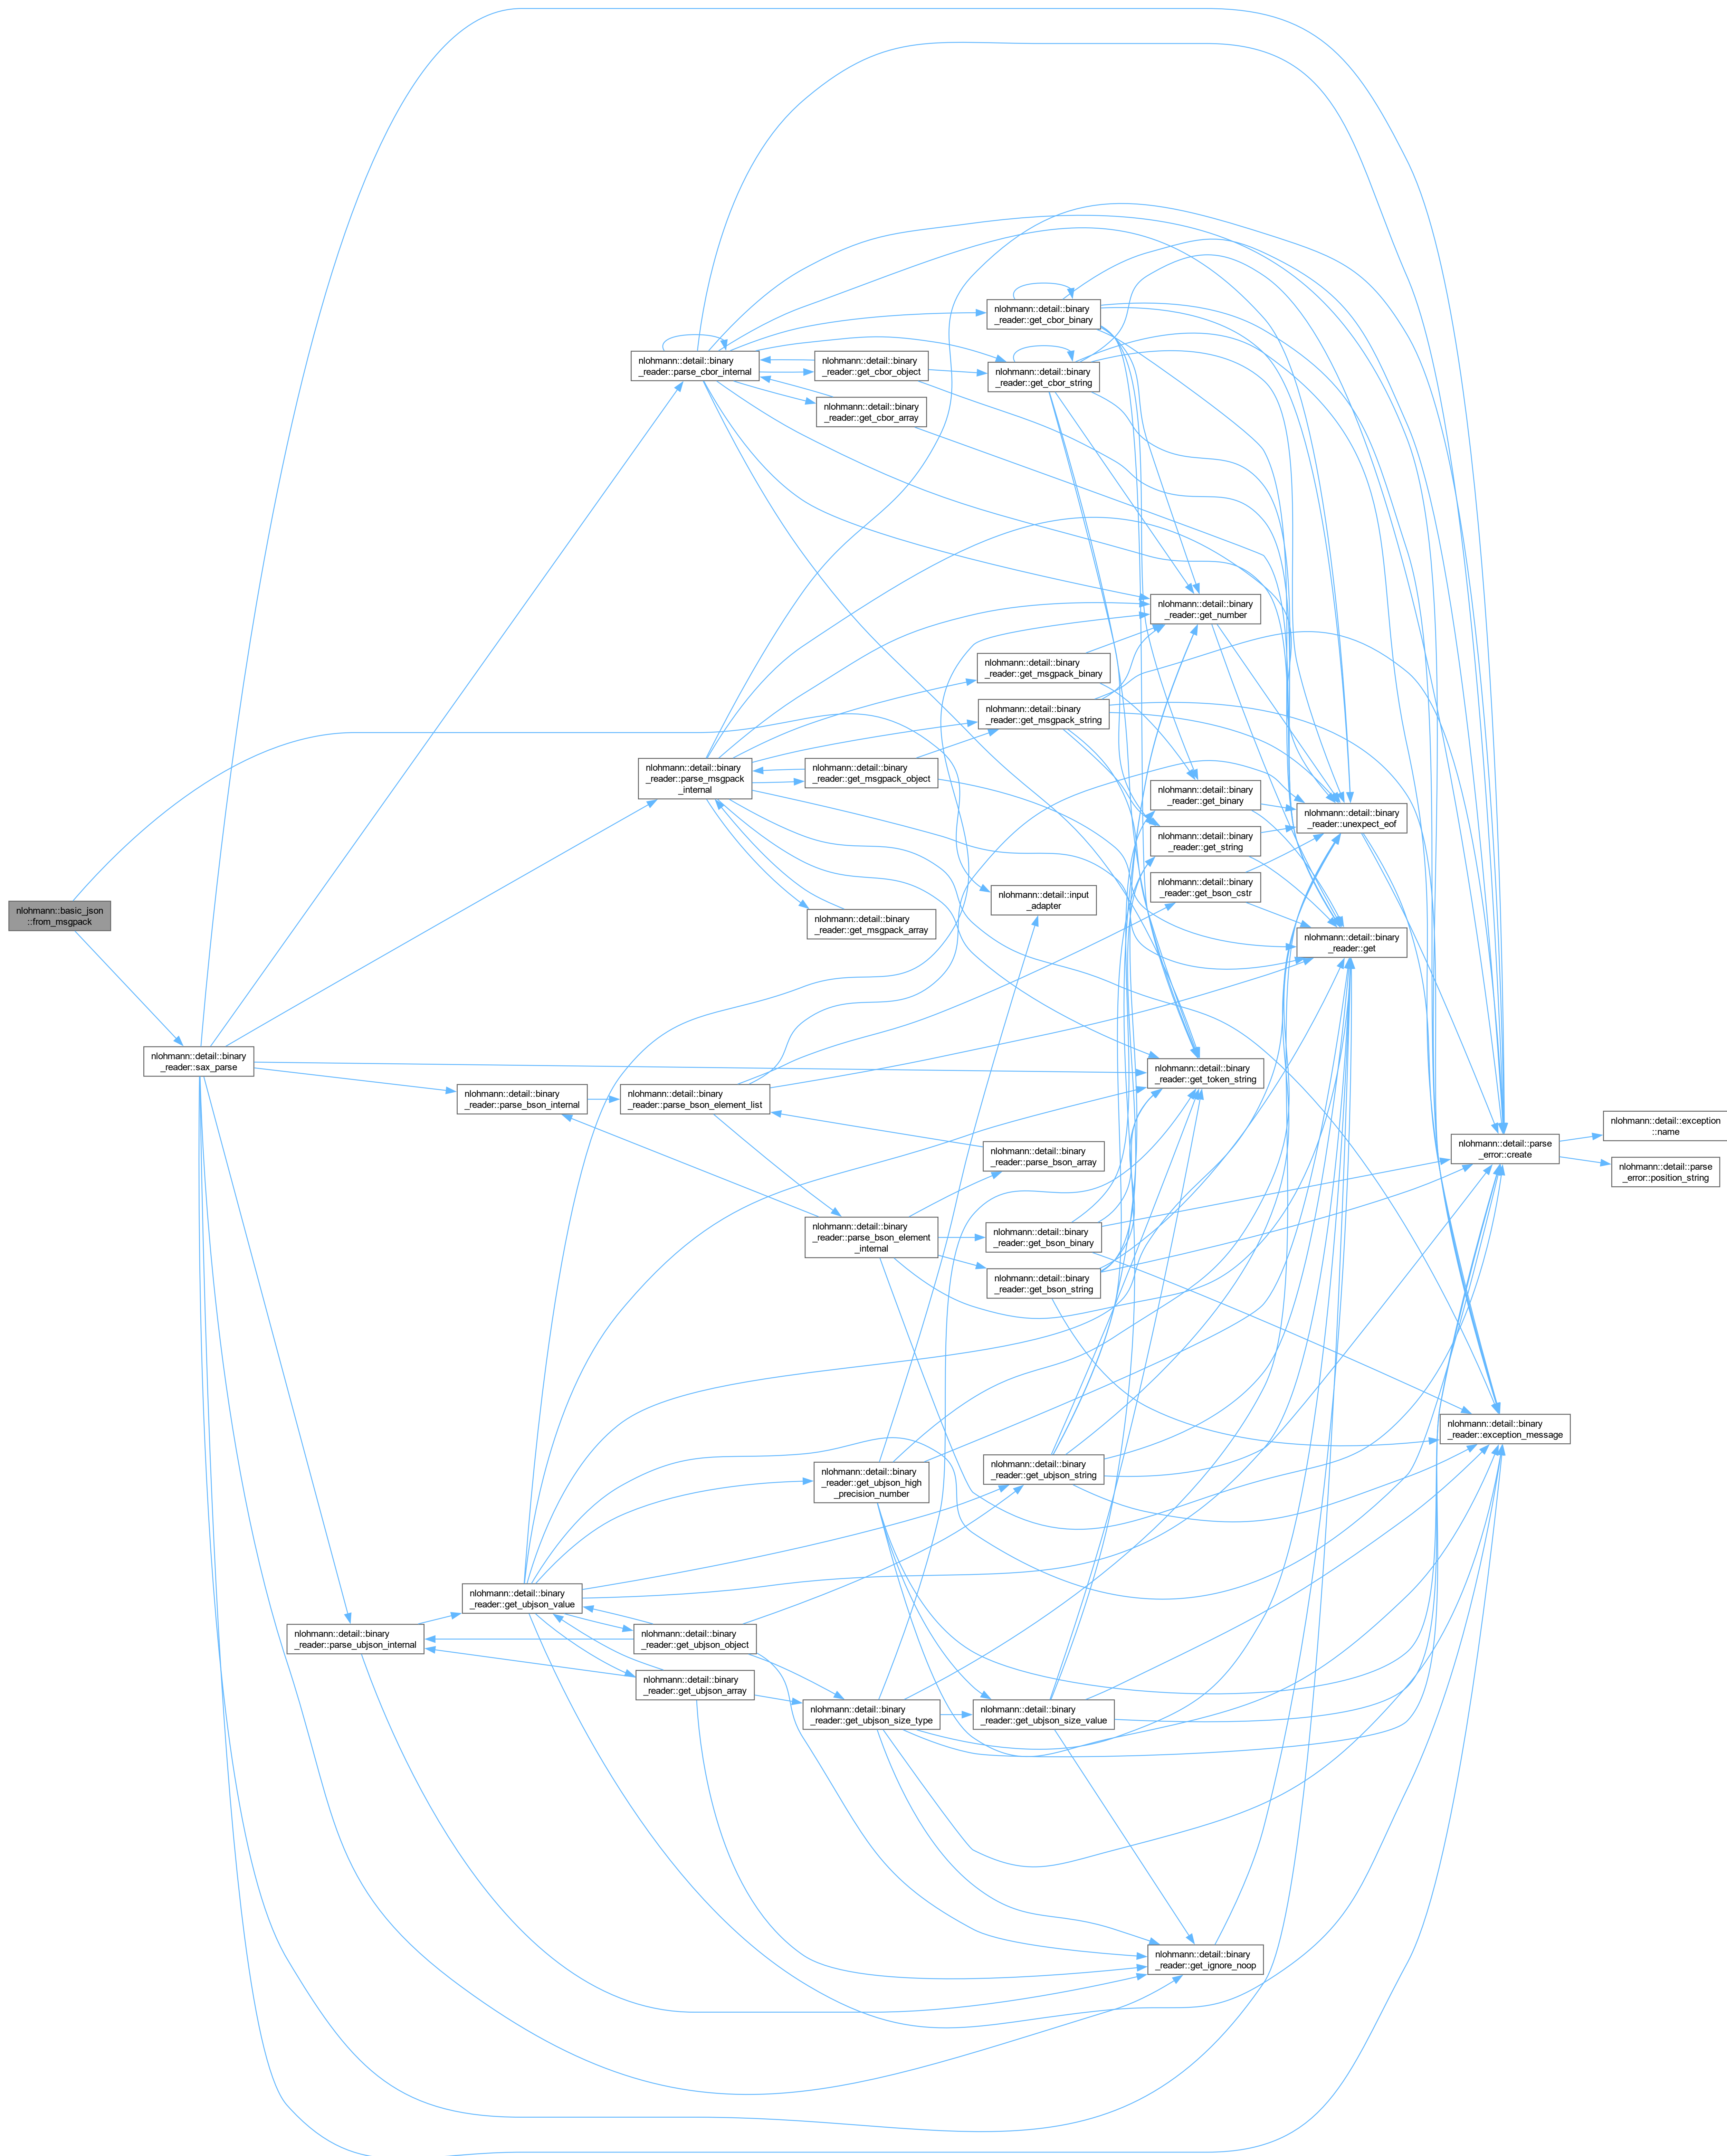 nlohmann::basic_json
::from_msgpack
nlohmann::detail::binary
_reader::sax_parse
nlohmann::detail::binary
_reader::parse_ubjson_internal
nlohmann::detail::binary
_reader::parse_bson_internal
nlohmann::detail::binary
_reader::get_ubjson_value
nlohmann::detail::binary
_reader::parse_cbor_internal
nlohmann::detail::binary
_reader::parse_msgpack
_internal
nlohmann::detail::binary
_reader::parse_bson_element_list
nlohmann::detail::binary
_reader::get_ubjson_object
nlohmann::detail::binary
_reader::get_ubjson_array
nlohmann::detail::binary
_reader::get_cbor_object
nlohmann::detail::binary
_reader::get_cbor_array
nlohmann::detail::binary
_reader::get_msgpack_object
nlohmann::detail::binary
_reader::get_msgpack_array
nlohmann::detail::binary
_reader::parse_bson_element
_internal
nlohmann::detail::binary
_reader::get_ubjson_high
_precision_number
nlohmann::detail::binary
_reader::get_ubjson_size_type
nlohmann::detail::binary
_reader::get_cbor_binary
nlohmann::detail::binary
_reader::get_cbor_string
nlohmann::detail::binary
_reader::get_msgpack_binary
nlohmann::detail::binary
_reader::get_msgpack_string
nlohmann::detail::input
_adapter
nlohmann::detail::binary
_reader::parse_bson_array
nlohmann::detail::binary
_reader::get_bson_binary
nlohmann::detail::binary
_reader::get_bson_string
nlohmann::detail::binary
_reader::get_ubjson_string
nlohmann::detail::binary
_reader::get_ubjson_size_value
nlohmann::detail::binary
_reader::get_number
nlohmann::detail::binary
_reader::get_binary
nlohmann::detail::binary
_reader::get_string
nlohmann::detail::binary
_reader::get_bson_cstr
nlohmann::detail::binary
_reader::get_token_string
nlohmann::detail::binary
_reader::get_ignore_noop
nlohmann::detail::binary
_reader::unexpect_eof
nlohmann::detail::binary
_reader::get
nlohmann::detail::parse
_error::create
nlohmann::detail::binary
_reader::exception_message
nlohmann::detail::exception
::name
nlohmann::detail::parse
_error::position_string